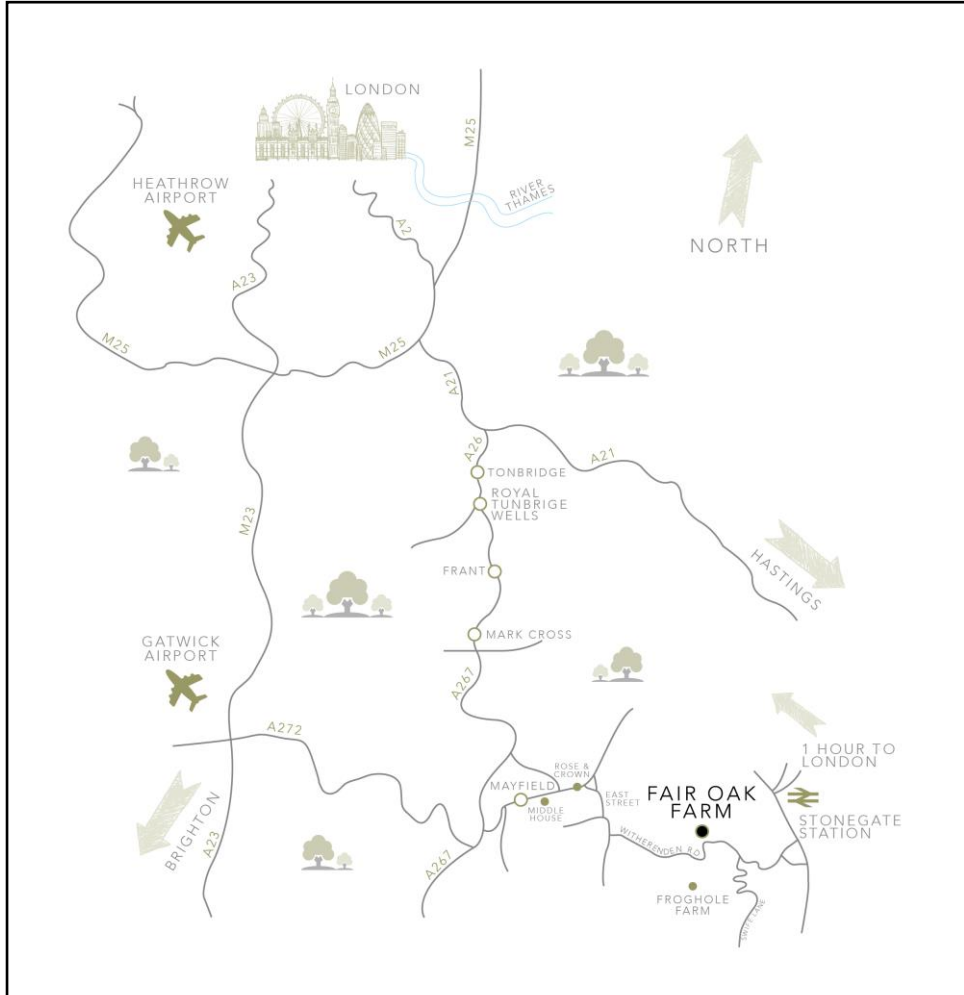 LONDON
M25
HEATHROW
AIRPORT
RIVER
THAMES
A2
NORTH
A23
M25
M25
A21
A26
A21
TONBRIDGE
ROYAL
TUNBRIGE
WELLS
M23
HASTINGS
FRANT
MARK CROSS
GATWICK
AIRPORT
A267
A272
1 HOUR TO
LONDON
ROSE &
CROWN
MAYFIELD
EAST
STREET
MIDDLE
HOUSE
FAIR OAK
FARM
STONEGATE
STATION
BRIGHTON
A23
WITHERENDEN RD
A267
FROGHOLE
FARM
SWIFE LANE